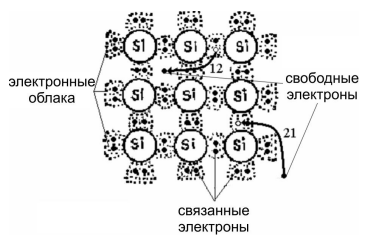 Si Si Si
12
электронные
облака
свободные
электроны
Si Si Si
21
Si Si Si
связанные
электроны